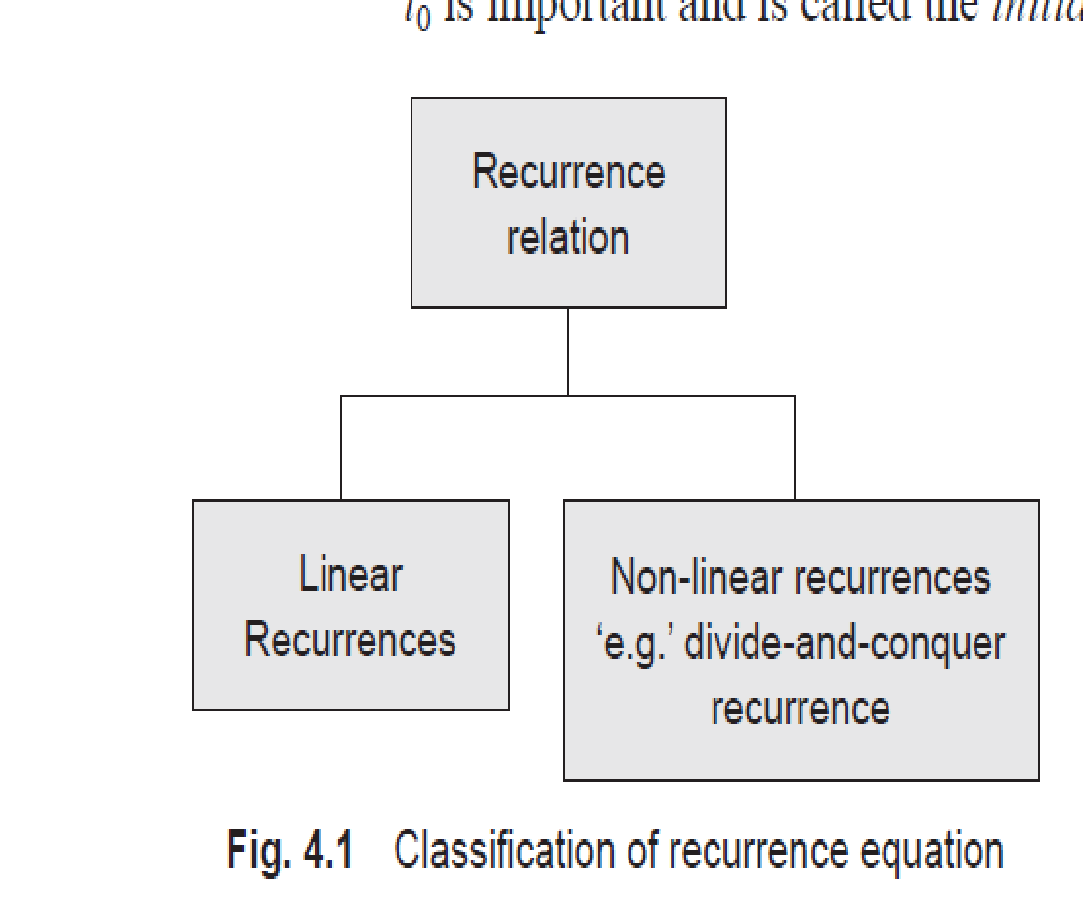 t₀ is important and is called the
Recurrence
relation
Linear
Recurrences
Non-linear recurrences
‘e.g.’ divide-and-conquer
recurrence
Fig. 4.1 Classification of recurrence equation